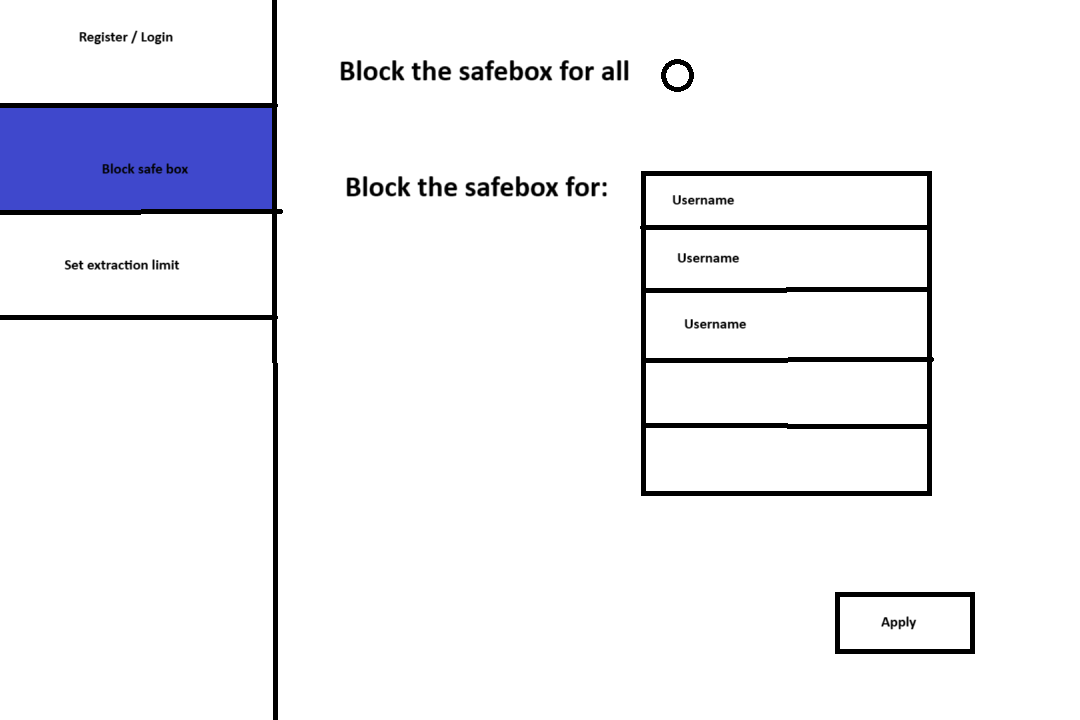 Register / Login
Block safe box
Set extraction limit
Block the safebox for all
Block the safebox for:
Username
Username
Username
Apply